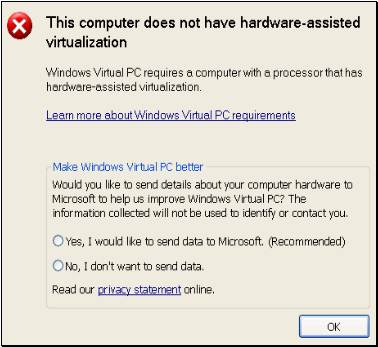 This computer does not have hardware-assisted
virtualization
Windows Virtual PC requires a computer with a processor that has
hardware-assisted virtualization.
Learn more about Windows Virtual PC requirements
Make Windows Virtual PC better
Would you like to send details about your computer hardware to
Microsoft to help us improve Windows Virtual PC? The
information collected will not be used to identify or contact you.
Yes, I would like to send data to Microsoft. (Recommended)
No, I don't want to send data.
Read our privacy statement online.
OK